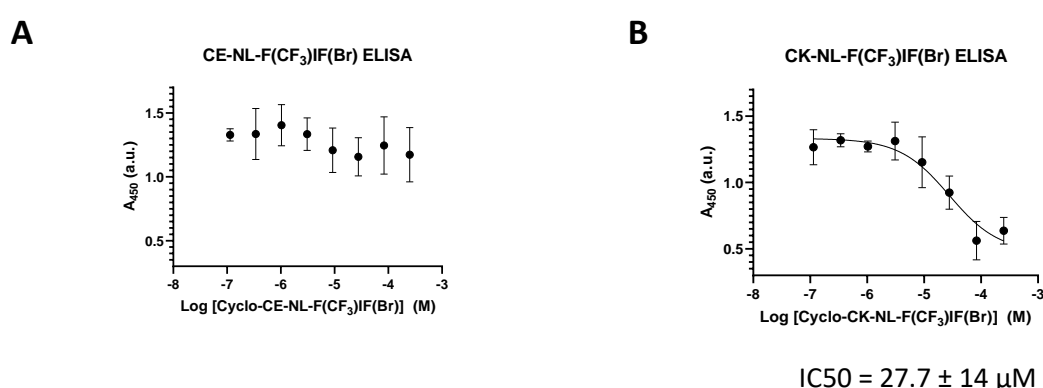 A
CE-NL-F(CF₃)IF(Br) ELISA
1.5
1.0
0.5
A₄₅₀ (a.u.)
-8 -7 -6 -5 -4 -3
Log [Cyclo-CE-NL-F(CF₃)IF(Br)] (M)
B
CK-NL-F(CF₃)IF(Br) ELISA
1.5
1.0
0.5
A₄₅₀ (a.u.)
-8 -7 -6 -5 -4 -3
Log [Cyclo-CK-NL-F(CF₃)IF(Br)] (M)
IC50 = 27.7 ± 14 µM